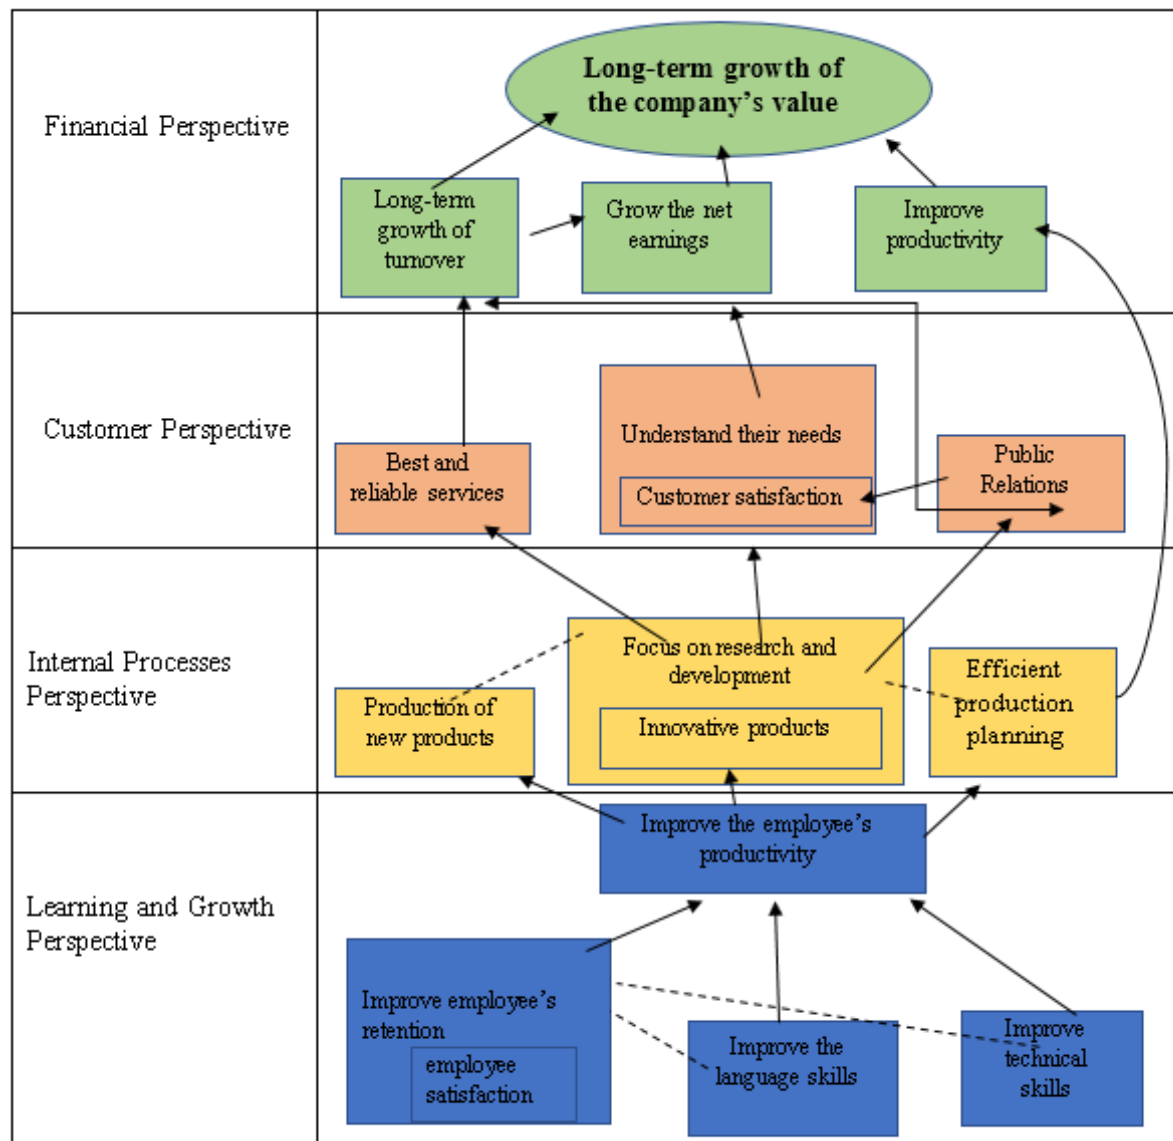 Financial Perspective
Long-term growth of
the company's value
Long-term
growth of
turnover
Grow the net
earnings
Improve
productivity
Customer Perspective
Best and
reliable services
Understand their needs
Customer satisfaction
Public
Relations
Internal Processes
Perspective
Production of
new products
Focus on research and
development
Innovative products
Efficient
production
planning
Learning and Growth
Perspective
Improve the employee's
productivity
Improve employee's
retention
employee
satisfaction
Improve the
language skills
Improve
technical
skills